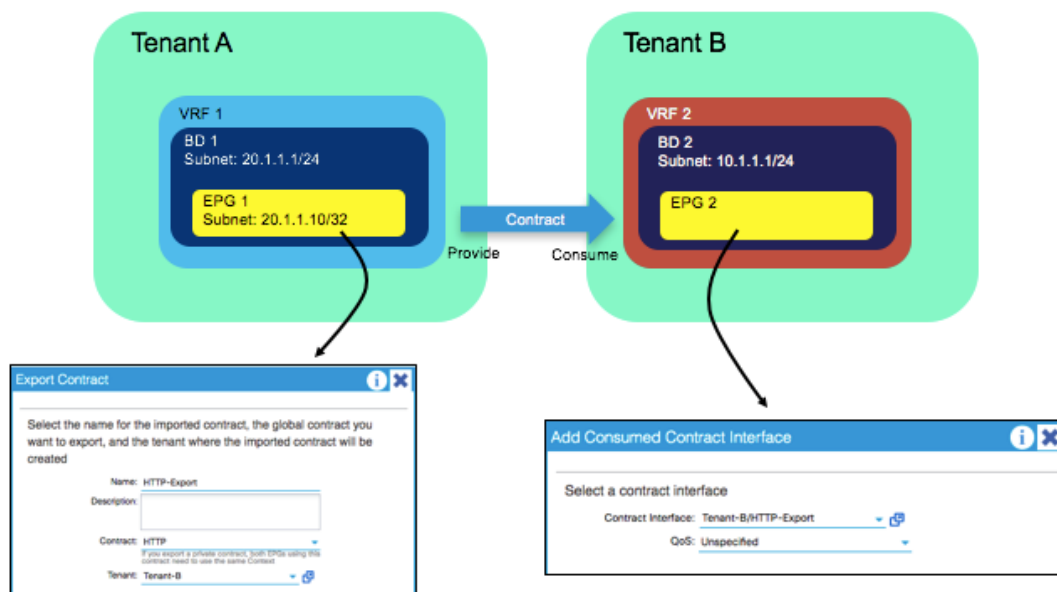 Tenant A
Tenant B
VRF 1
BD 1
Subnet: 20.1.1.1/24
EPG 1
Subnet: 20.1.1.10/32
Contract
Provide
Consume
VRF 2
BD 2
Subnet: 10.1.1.1/24
EPG 2
Export Contract
i
Select the name for the imported contract, the global contract you
want to export, and the tenant where the imported contract will be
created
Name: HTTP-Export
Description:
Contract: HTTP
If you export a private contract, both EPGs using this
contract need to use the same Context
Tenant: Tenant-B
Add Consumed Contract Interface
i
Select a contract interface
Contract Interface: Tenant-B/HTTP-Export
QoS: Unspecified